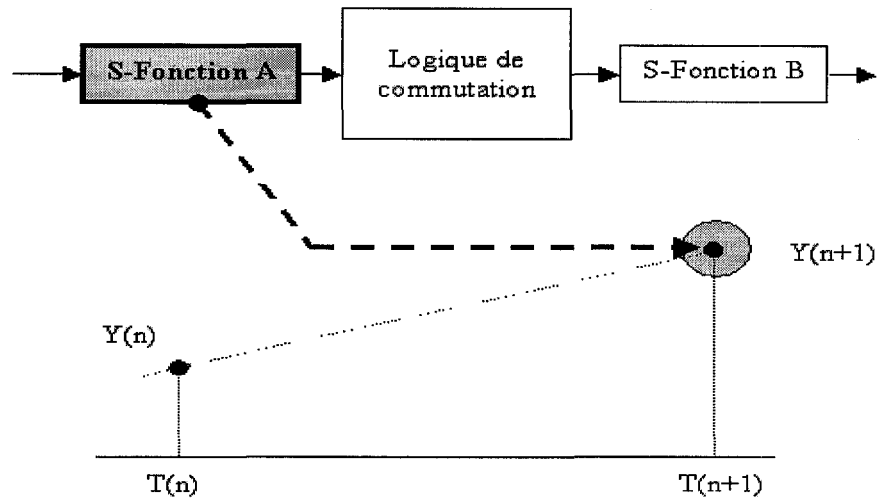 S-Fonction A
Logique de
commutation
S-Fonction B
Y(n+1)
Y(n)
T(n)
T(n+1)